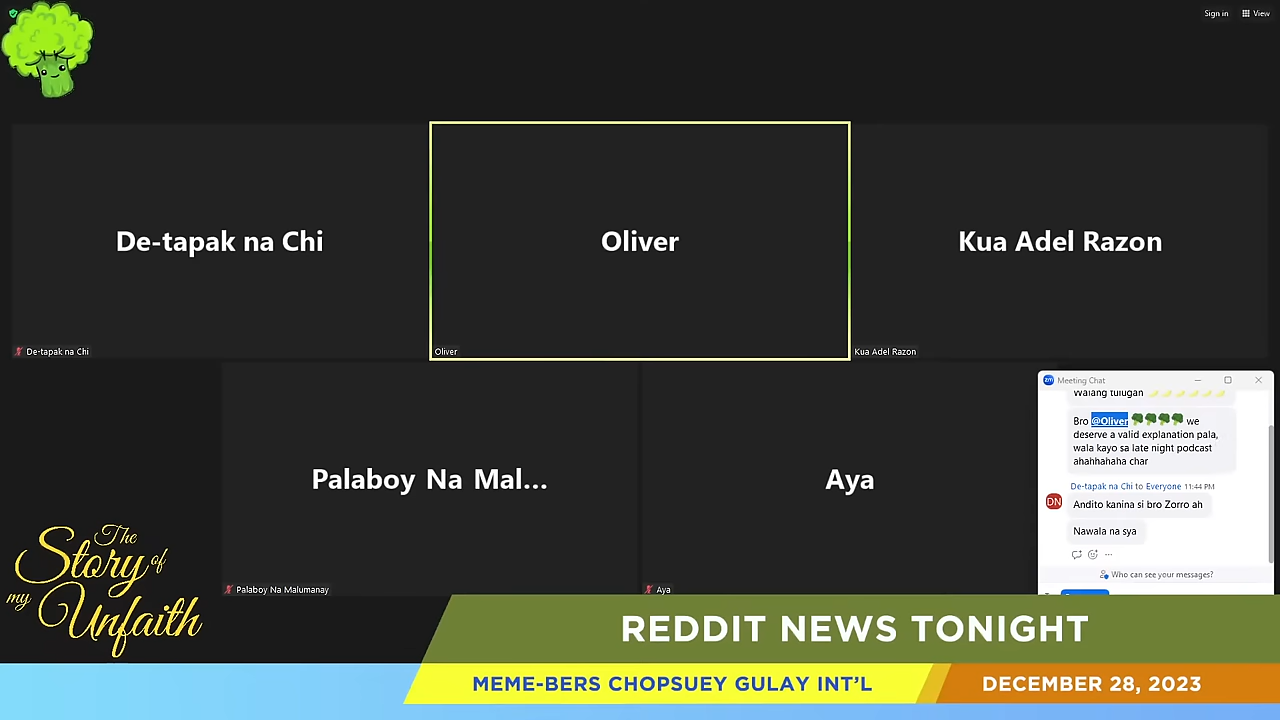 Sign in View
De-tapak na Chi
Oliver
Kua Adel Razon
De-tapak na Chi
Oliver
Kua Adel Razon
Palaboy Na Mal...
Aya
Palaboy Na Malumanay
Aya
zm Meeting Chat
Walang tulugan
Bro @Oliver 🥦🥦🥦🥦 we
deserve a valid explanation pala,
wala kayo sa late night podcast
ahahhahaha char
De-tapak na Chi to Everyone 11:44 PM
DN
Andito kanina si bro Zorro ah
Nawala na sya
Who can see your messages?
The
Story of
my
Unfaith
REDDIT NEWS TONIGHT
MEME-BERS CHOPSUEY GULAY INT'L
DECEMBER 28, 2023